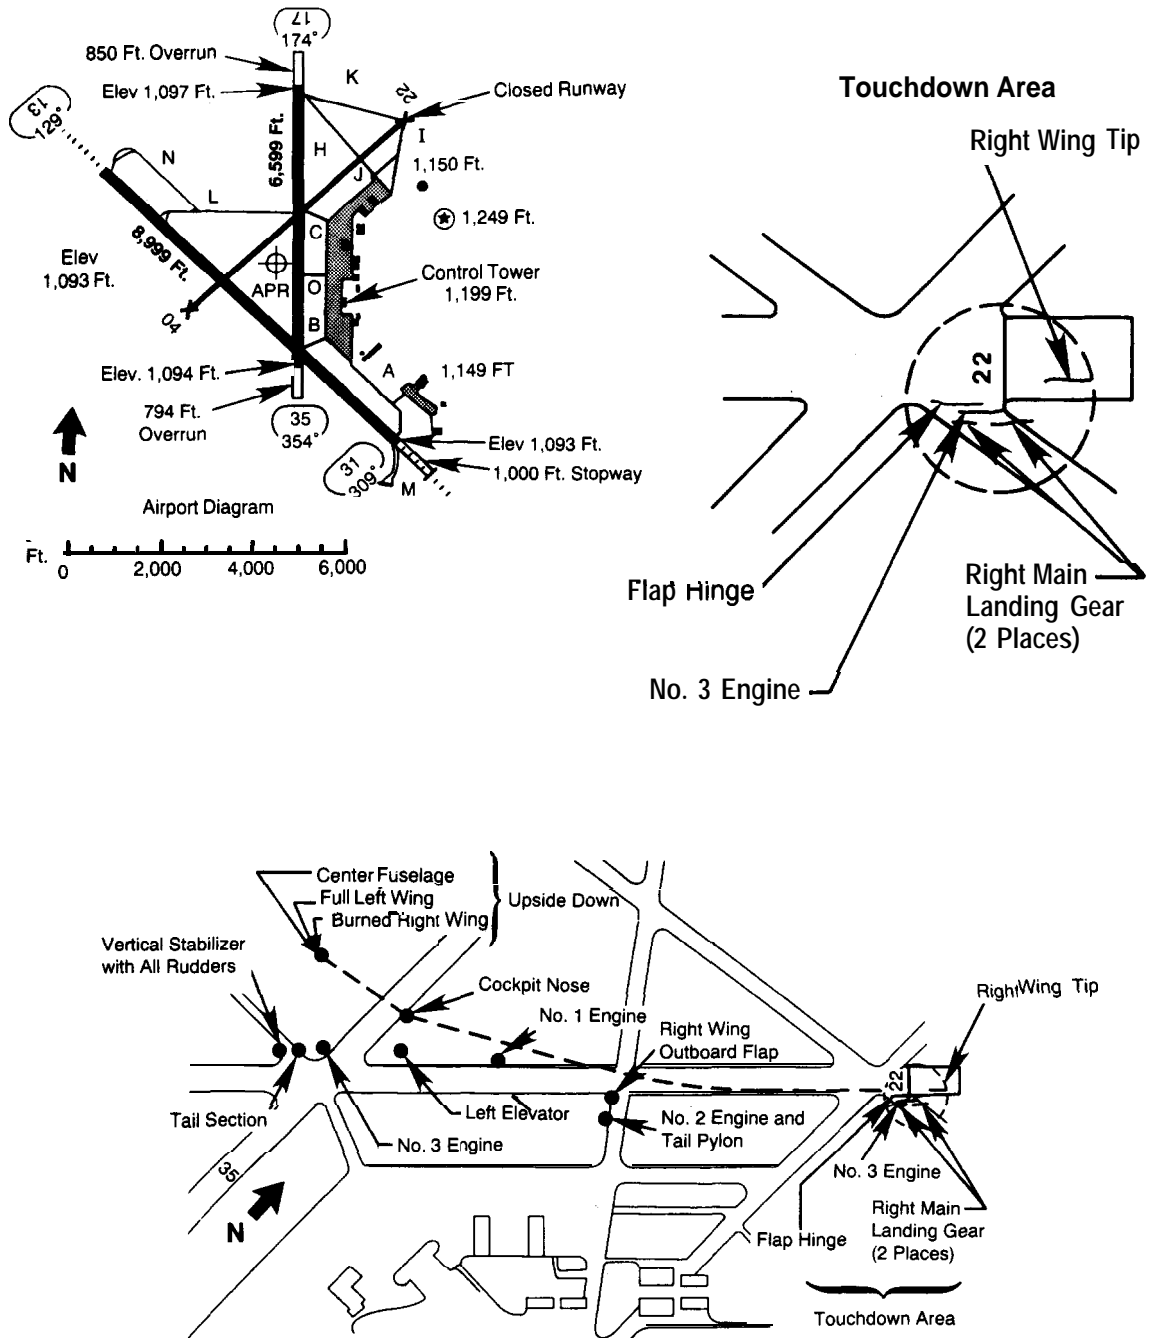 17
174°
850 Ft. Overrun
Elev 1,097 Ft.
K
22
Closed Runway
13
129°
6,599 Ft.
N
H
I
J
1,150 Ft.
L
1,249 Ft.
8,999 Ft.
C
Elev
1,093 Ft.
Control Tower
1,199 Ft.
APR
O
04
B
Elev. 1,094 Ft.
A
1,149 FT
794 Ft.
Overrun
35
354°
Elev 1,093 Ft.
31
309°
1,000 Ft. Stopway
M
N
Airport Diagram
Ft.
0
2,000
4,000
6,000
Touchdown Area
Right Wing Tip
22
Flap Hinge
Right Main
Landing Gear
(2 Places)
No. 3 Engine
Center Fuselage
Full Left Wing
Burned Right Wing
Upside Down
Vertical Stabilizer
with All Rudders
Cockpit Nose
No. 1 Engine
Right Wing
Outboard Flap
Right Wing Tip
22
Tail Section
Left Elevator
No. 3 Engine
No. 2 Engine and
Tail Pylon
35
N
No. 3 Engine
Flap Hinge
Right Main
Landing Gear
(2 Places)
Touchdown Area